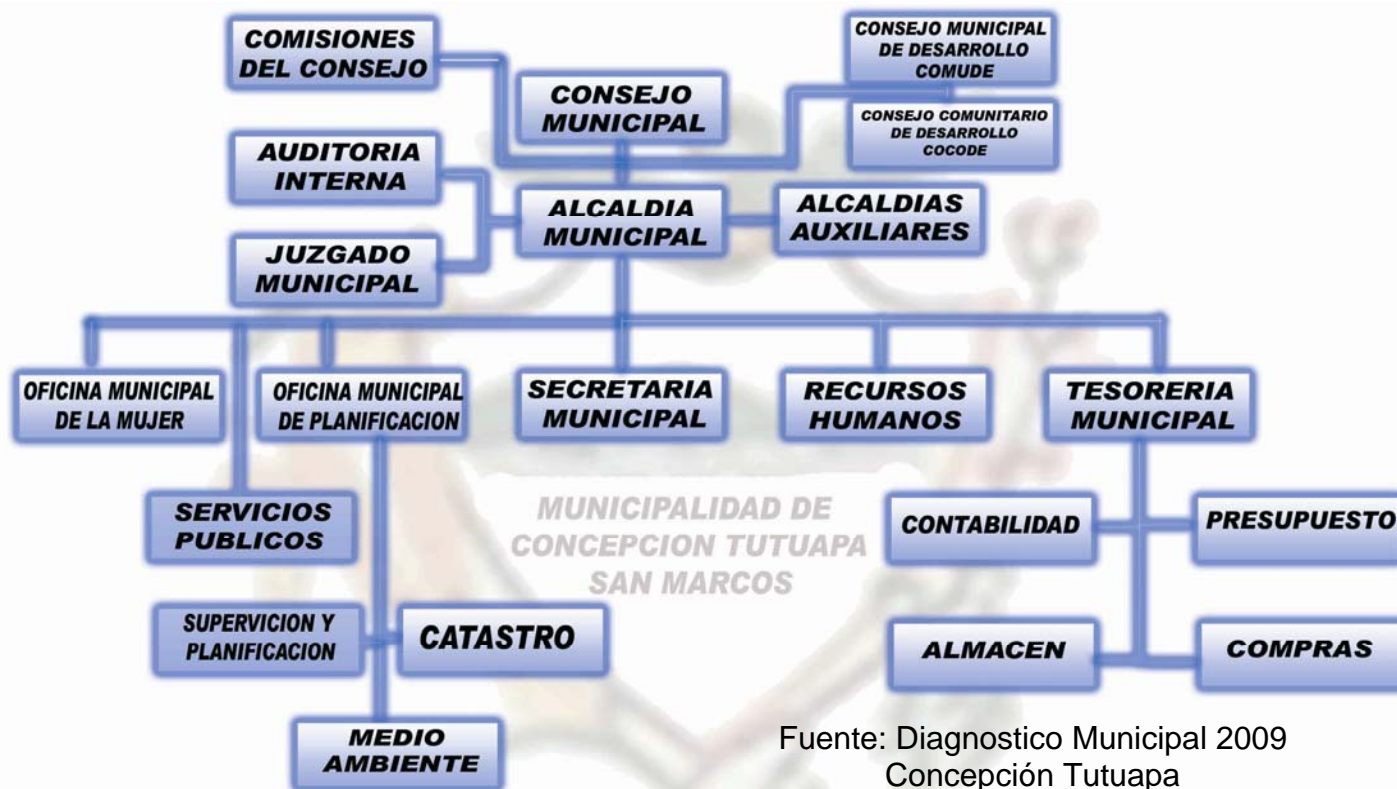 COMISIONES
DEL CONSEJO
CONSEJO
MUNICIPAL
CONSEJO MUNICIPAL
DE DESARROLLO
COMUDE
CONSEJO COMUNITARIO
DE DESARROLLO
COCODE
AUDITORIA
INTERNA
ALCALDIA
MUNICIPAL
ALCALDIAS
AUXILIARES
JUZGADO
MUNICIPAL
OFICINA MUNICIPAL
DE LA MUJER
OFICINA MUNICIPAL
DE PLANIFICACION
SECRETARIA
MUNICIPAL
RECURSOS
HUMANOS
TESORERIA
MUNICIPAL
SERVICIOS
PUBLICOS
MUNICIPALIDAD DE
CONCEPCION TUTUAPA
SAN MARCOS
CONTABILIDAD
PRESUPUESTO
SUPERVICION Y
PLANIFICACION
CATASTRO
ALMACEN
COMPRAS
MEDIO
AMBIENTE
Fuente: Diagnostico Municipal 2009
Concepción Tutuapa